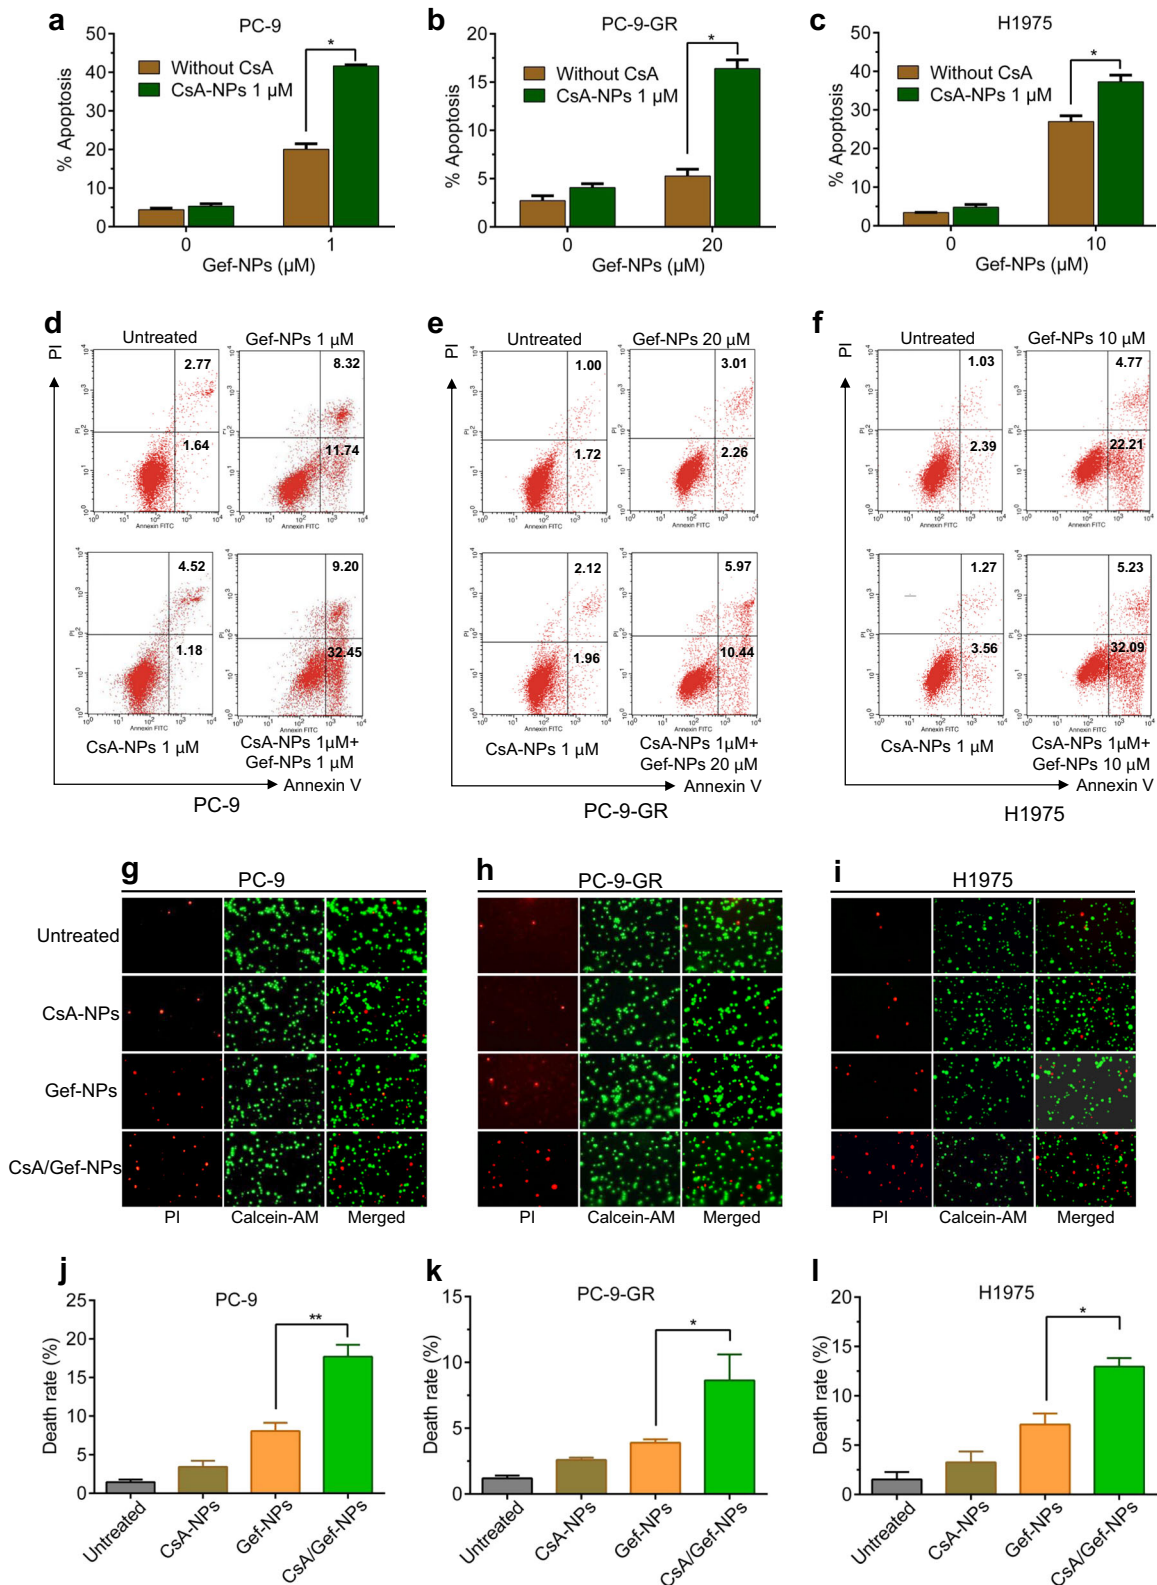 a
PC-9
% Apoptosis
50
40
30
20
10
0
Without CsA
CsA-NPs 1 μM
*
0
1
Gef-NPs (μM)
b
PC-9-GR
% Apoptosis
20
15
10
5
0
Without CsA
CsA-NPs 1 μM
*
0
20
Gef-NPs (μM)
c
H1975
% Apoptosis
50
40
30
20
10
0
Without CsA
CsA-NPs 1 μM
*
0
10
Gef-NPs (μM)
d
PI
Untreated
2.77
1.64
Gef-NPs 1 μM
8.32
11.74
4.52
1.18
CsA-NPs 1 μM
9.20
32.45
CsA-NPs 1μM+
Gef-NPs 1 μM
Annexin V
PC-9
e
Untreated
1.00
1.72
Gef-NPs 20 μM
3.01
2.26
2.12
1.96
CsA-NPs 1 μM
5.97
10.44
CsA-NPs 1μM+
Gef-NPs 20 μM
Annexin V
PC-9-GR
f
PI
Untreated
1.03
2.39
Gef-NPs 10 μM
4.77
22.21
1.27
3.56
CsA-NPs 1 μM
5.23
32.09
CsA-NPs 1μM+
Gef-NPs 10 μM
Annexin V
H1975
g
PC-9
h
PC-9-GR
i
H1975
Untreated
CsA-NPs
Gef-NPs
CsA/Gef-NPs
PI Calcein-AM Merged
PI Calcein-AM Merged
PI Calcein-AM Merged
j
PC-9
Death rate (%)
25
20
15
10
5
0
**
Untreated
CsA-NPs
Gef-NPs
CsA/Gef-NPs
k
PC-9-GR
Death rate (%)
15
10
5
0
*
Untreated
CsA-NPs
Gef-NPs
CsA/Gef-NPs
l
H1975
Death rate (%)
20
15
10
5
0
*
Untreated
CsA-NPs
Gef-NPs
CsA/Gef-NPs